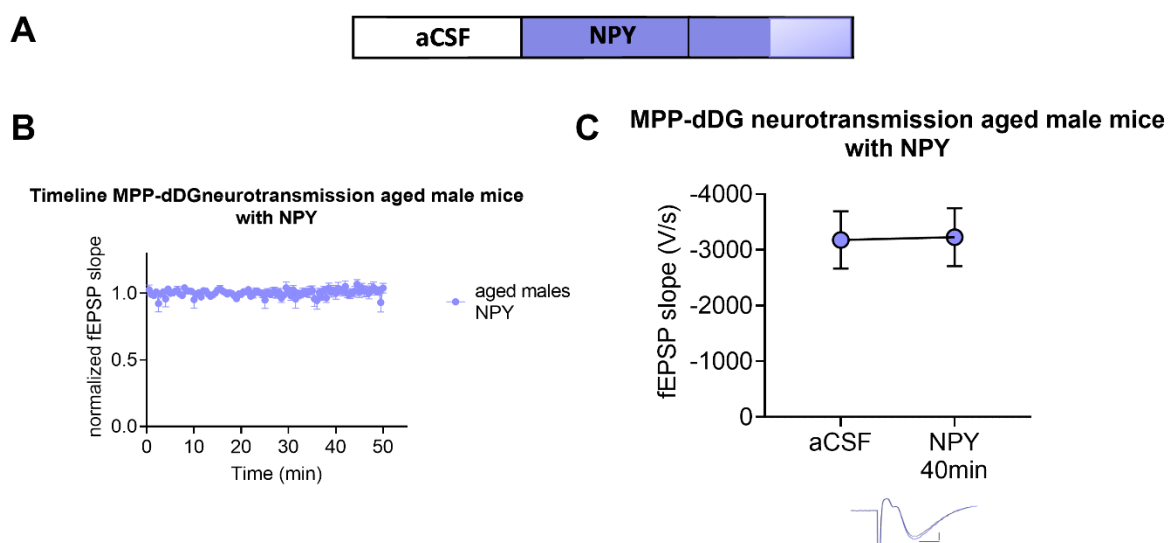 A
aCSF
NPY
B
Timeline MPP-dDGneurotransmission aged male mice
with NPY
normalized fEPSP slope
1.0
0.5
0.0
0
10
20
30
40
50
Time (min)
aged males
NPY
C
MPP-dDG neurotransmission aged male mice
with NPY
fEPSP slope (V/s)
-4000
-3000
-2000
-1000
0
aCSF
NPY
40min